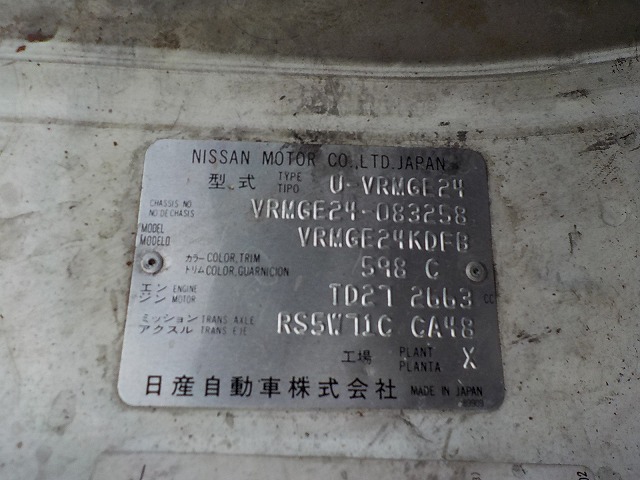 NISSAN MOTOR CO.,LTD.JAPAN
型式 TYPE TIPO U-VRMGE24
CHASSIS NO. NO DE CHASIS VRMGE24-083258
MODEL MODELO VRMGE24KDFB
カラー COLOR,TRIM トリム COLOR,GUARNICION 598 C
エンジン ENGINE MOTOR TD27 2663 CC
ミッション TRANS AXLE アクスル TRANS EJE RS5W71C CA48
工場 PLANT PLANTA X
日産自動車株式会社 MADE IN JAPAN